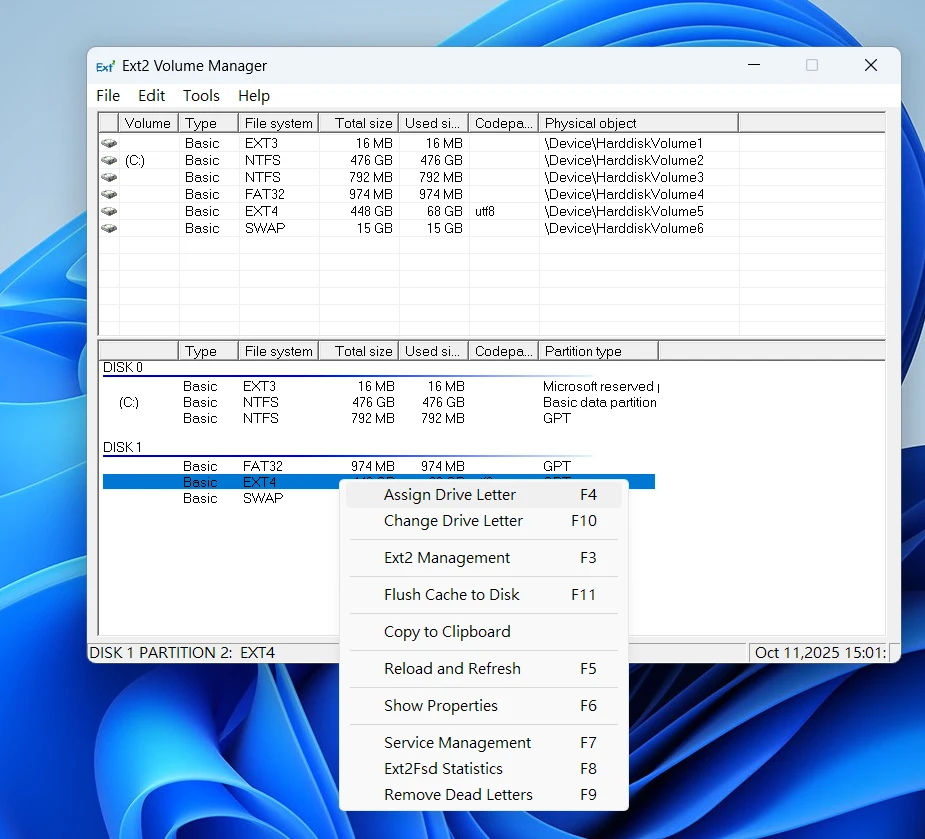 Ext2 Volume Manager
File Edit Tools Help
Volume Type File system Total size Used si... Codepa... Physical object
Basic EXT3 16 MB 16 MB \Device\HarddiskVolume1
(C:) Basic NTFS 476 GB 476 GB \Device\HarddiskVolume2
Basic NTFS 792 MB 792 MB \Device\HarddiskVolume3
Basic FAT32 974 MB 974 MB \Device\HarddiskVolume4
Basic EXT4 448 GB 68 GB utf8 \Device\HarddiskVolume5
Basic SWAP 15 GB 15 GB \Device\HarddiskVolume6
Type File system Total size Used si... Codepa... Partition type
DISK 0
Basic EXT3 16 MB 16 MB Microsoft reserved
(C:) Basic NTFS 476 GB 476 GB Basic data partition
Basic NTFS 792 MB 792 MB GPT
DISK 1
Basic FAT32 974 MB 974 MB GPT
Basic EXT4
Basic SWAP
Assign Drive Letter F4
Change Drive Letter F10
Ext2 Management F3
Flush Cache to Disk F11
Copy to Clipboard
Reload and Refresh F5
Show Properties F6
Service Management F7
Ext2Fsd Statistics F8
Remove Dead Letters F9
DISK 1 PARTITION 2: EXT4
Oct 11,2025 15:01: